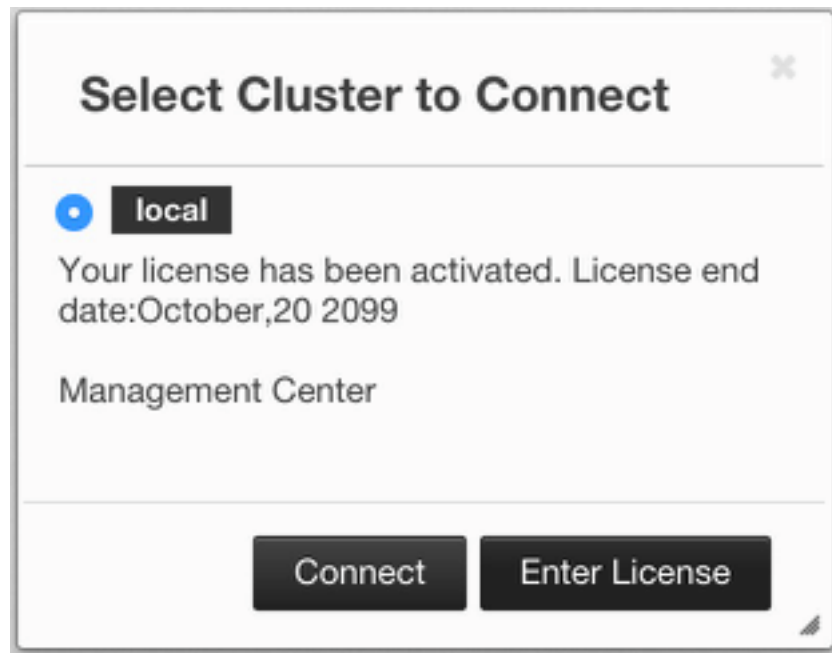 Select Cluster to Connect
local
Your license has been activated. License end
date:October,20 2099
Management Center
Connect
Enter License